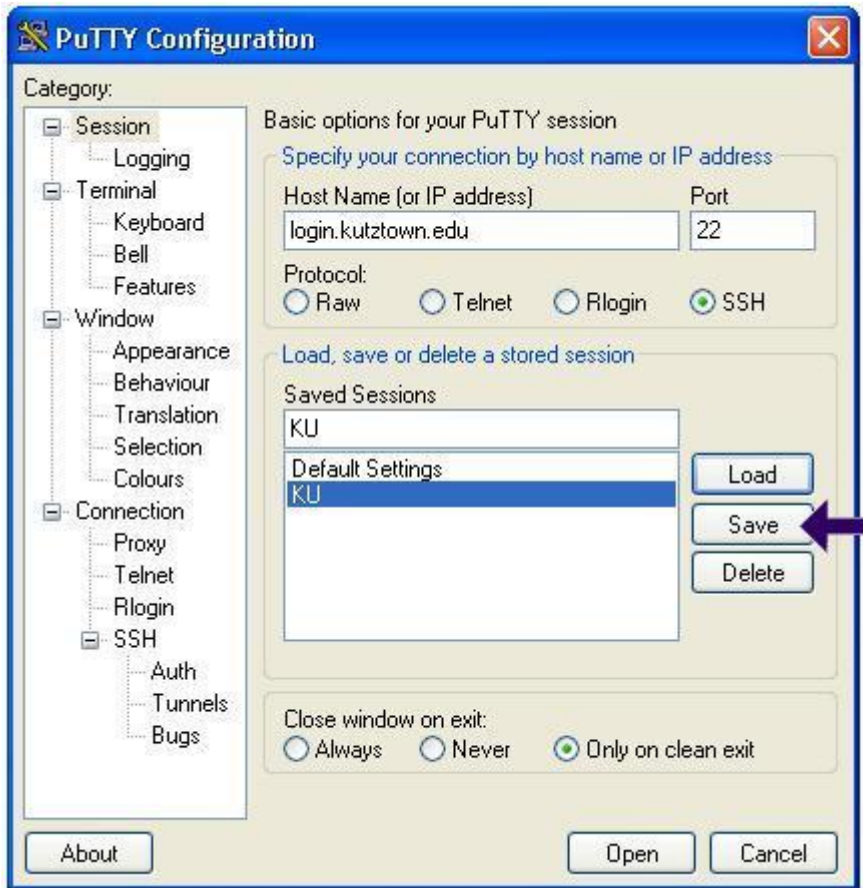 PuTTY Configuration
Category:
Session
Logging
Terminal
Keyboard
Bell
Features
Window
Appearance
Behaviour
Translation
Selection
Colours
Connection
Proxy
Telnet
Rlogin
SSH
Auth
Tunnels
Bugs
Basic options for your PuTTY session
Specify your connection by host name or IP address
Host Name (or IP address) Port
login.kutztown.edu 22
Protocol:
Raw Telnet Rlogin SSH
Load, save or delete a stored session
Saved Sessions
KU
Default Settings
KU
Load
Save
Delete
Close window on exit:
Always Never Only on clean exit
About Open Cancel